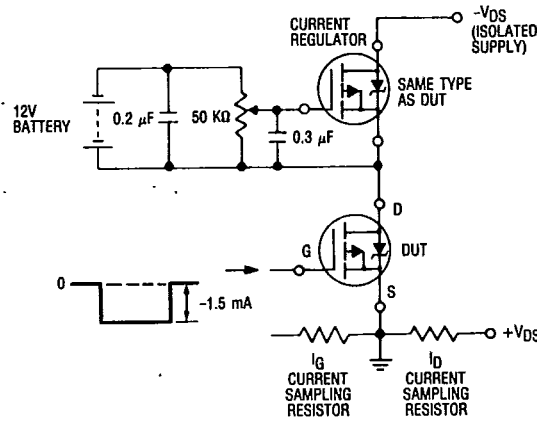 -VDS
(ISOLATED
SUPPLY)
CURRENT
REGULATOR
SAME TYPE
AS DUT
12V
BATTERY
0.2 µF
50 KΩ
0.3 µF
D
G
DUT
S
0
-1.5 mA
+VDS
IG
CURRENT
SAMPLING
RESISTOR
ID
CURRENT
SAMPLING
RESISTOR